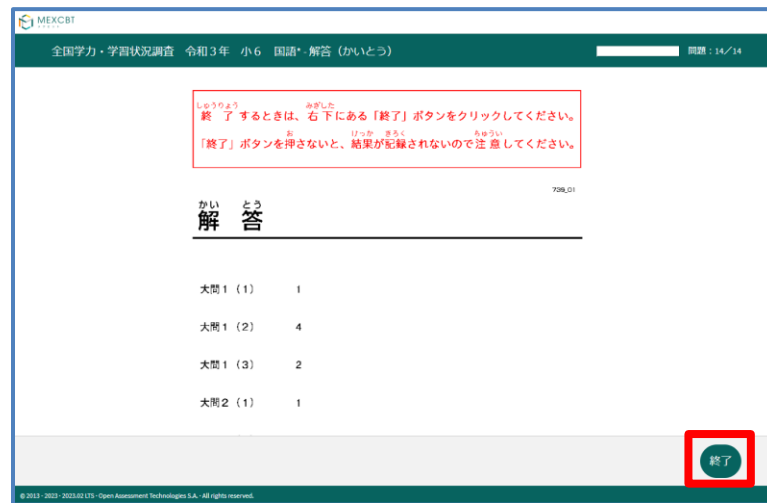 MEXCBT
全国学力・学習状況調査 令和3年 小6 国語*-解答（かいとう） 問題：14／14
しゅうりょう みぎした
終了するときは、右下にある「終了」ボタンをクリックしてください。
お けっか きろく ちゅうい
「終了」ボタンを押さないと、結果が記録されないので注意してください。
739_01
かい とう
解 答
大問1（1） 1
大問1（2） 4
大問1（3） 2
大問2（1） 1
終了
© 2013 - 2023 - 2023.02 LTS - Open Assessment Technologies S.A. - All rights reserved.